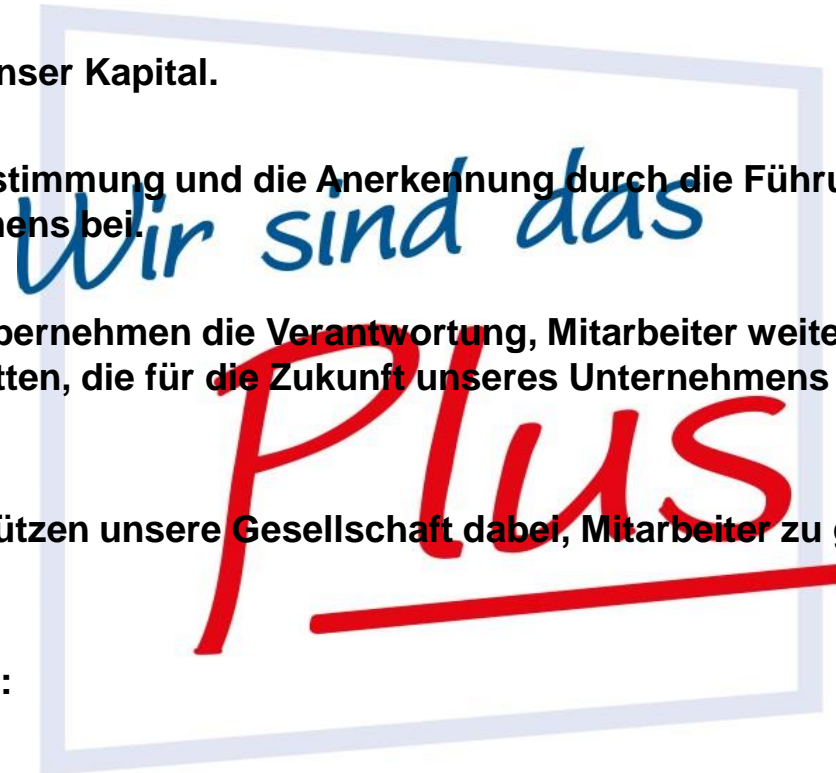 nser Kapital.
stimmung und die Anerkennung durch die Führu
nens bei.
Wir sind das
bernehmen die Verantwortung, Mitarbeiter weite
tten, die für die Zukunft unseres Unternehmens
Plus
ützen unsere Gesellschaft dabei, Mitarbeiter zu g
: